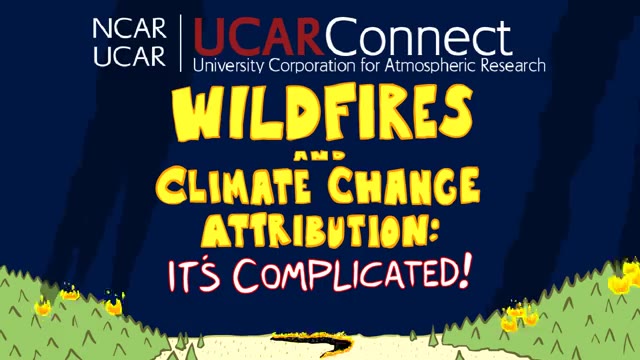 NCAR
UCAR
UCARConnect
University Corporation for Atmospheric Research
WILDFIRES
AND
CLIMATE CHANGE
ATTRIBUTION:
IT'S COMPLICATED!